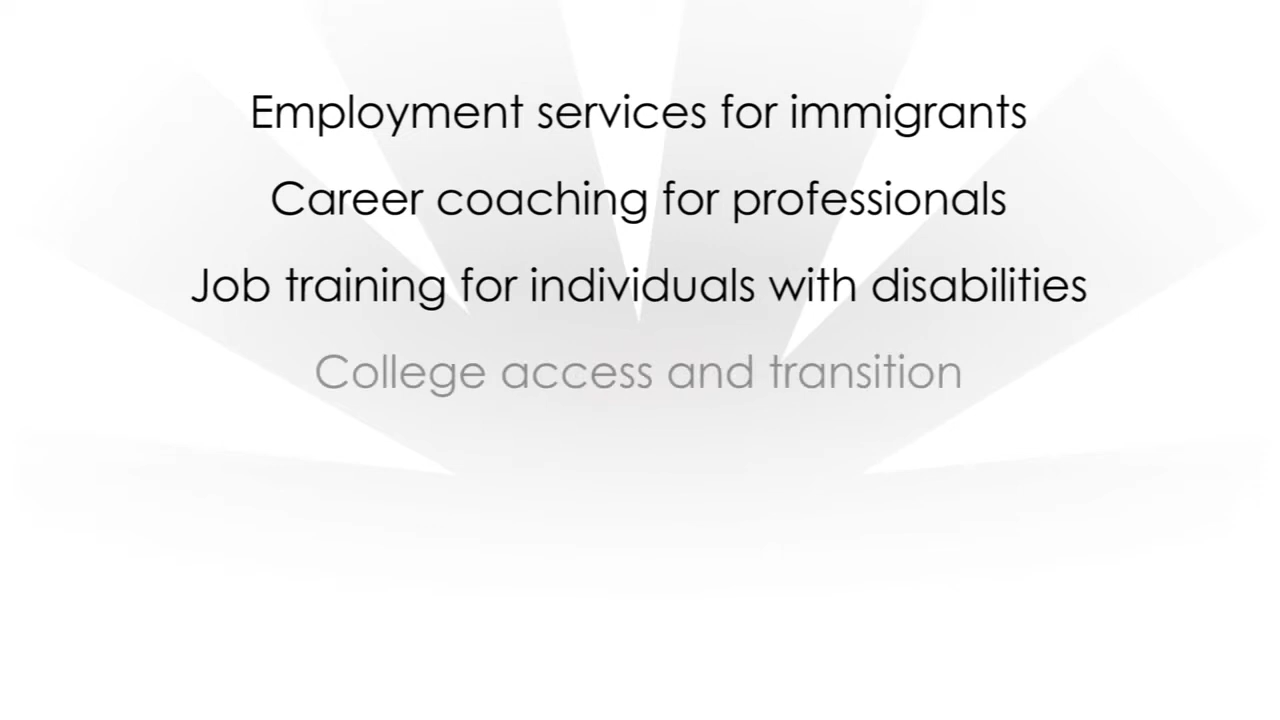 Employment services for immigrants
Career coaching for professionals
Job training for individuals with disabilities
College access and transition